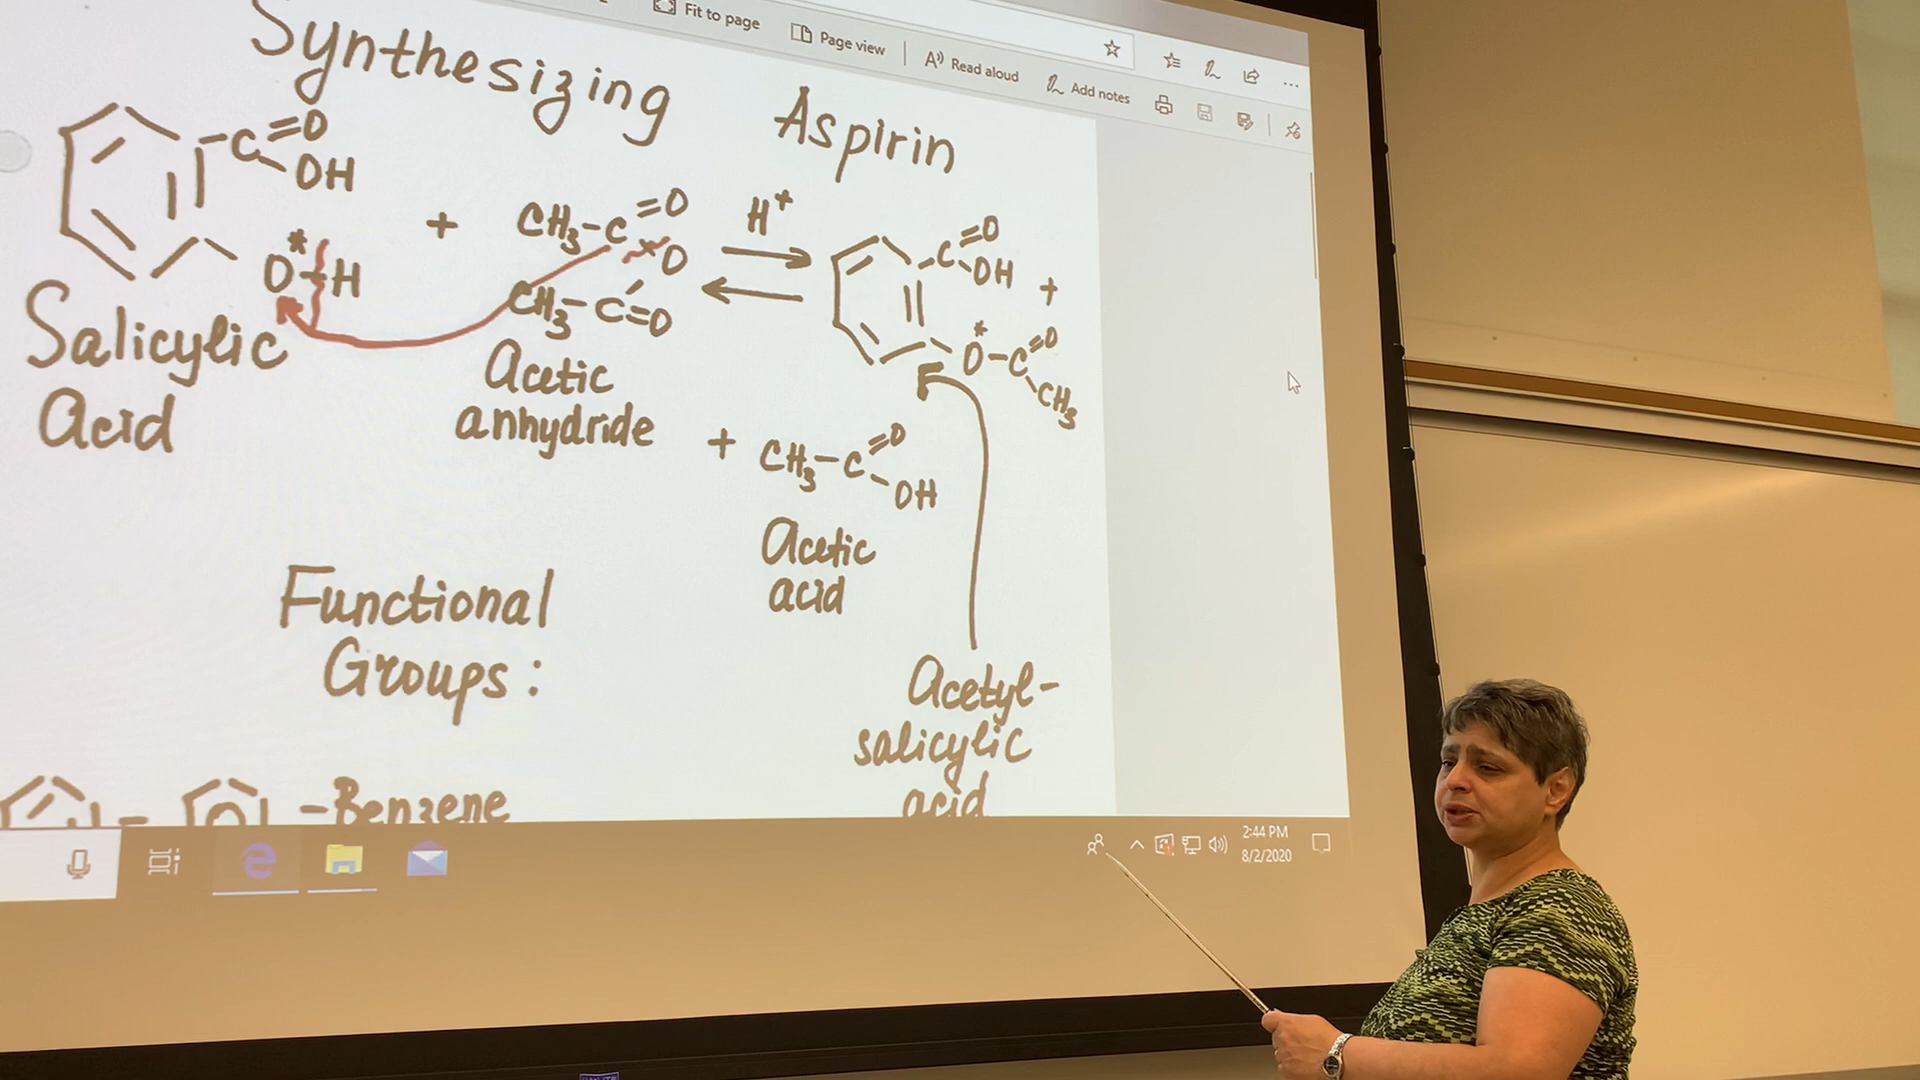 Fit to page
Page view
Read aloud
Add notes
Synthesizing Aspirin
C=O
OH
O*-H
Salicylic
Acid
+
CH3-C=O
O
CH3-C=O
Acetic
anhydride
H+
C=O
OH
+
O*-C=O
CH3
+ CH3-C=O
OH
Acetic
acid
Functional
Groups:
Acetyl-
salicylic
acid
-Benzene
2:44 PM
8/2/2020